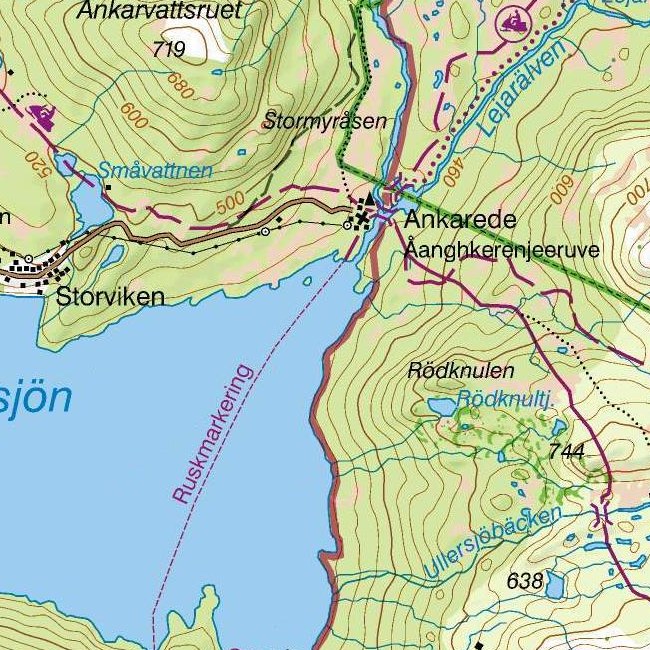 Ankarvattsruet
719
680
600
Stormyråsen
Lejarälven
520
Småvattnen
460
500
600
700
n
Ankarede
Åanghkerenjeeruve
Storviken
Rödknulen
sjön
Rödknultj.
Ruskmarkering
744
Ullersjöbäcken
638